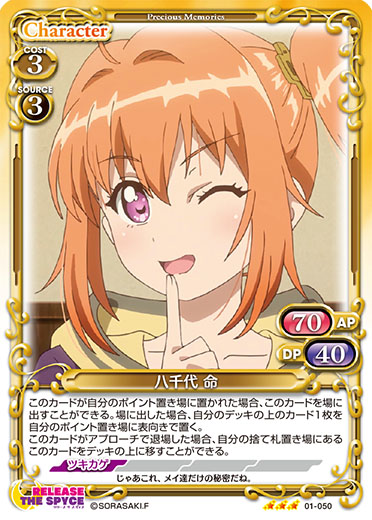 Precious Memories
Character
COST
3
SOURCE
3
70 AP
DP 40
八千代 命
このカードが自分のポイント置き場に置かれた場合、このカードを場に
出すことができる。場に出した場合、自分のデッキの上のカード1枚を
自分のポイント置き場に表向きで置く。
このカードがアプローチで退場した場合、自分の捨て札置き場にある
このカードをデッキの上に移すことができる。
ツキカゲ
じゃあこれ、メイ達だけの秘密だね。
RELEASE
THE SPYCE
©SORASAKI.F
01-050